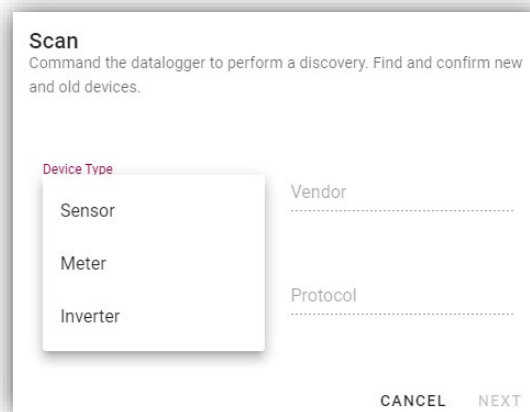 Scan
Command the datalogger to perform a discovery. Find and confirm new
and old devices.
Device Type
Sensor
Vendor
Meter
Inverter
Protocol
CANCEL NEXT